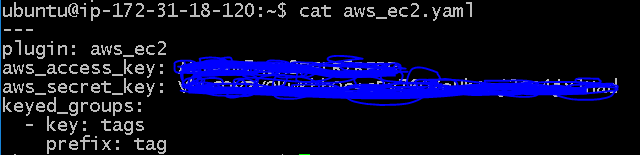 ubuntu@ip-172-31-18-120:~$ cat aws_ec2.yaml
---
plugin: aws_ec2
aws_access_key:
aws_secret_key:
keyed_groups:
  - key: tags
    prefix: tag